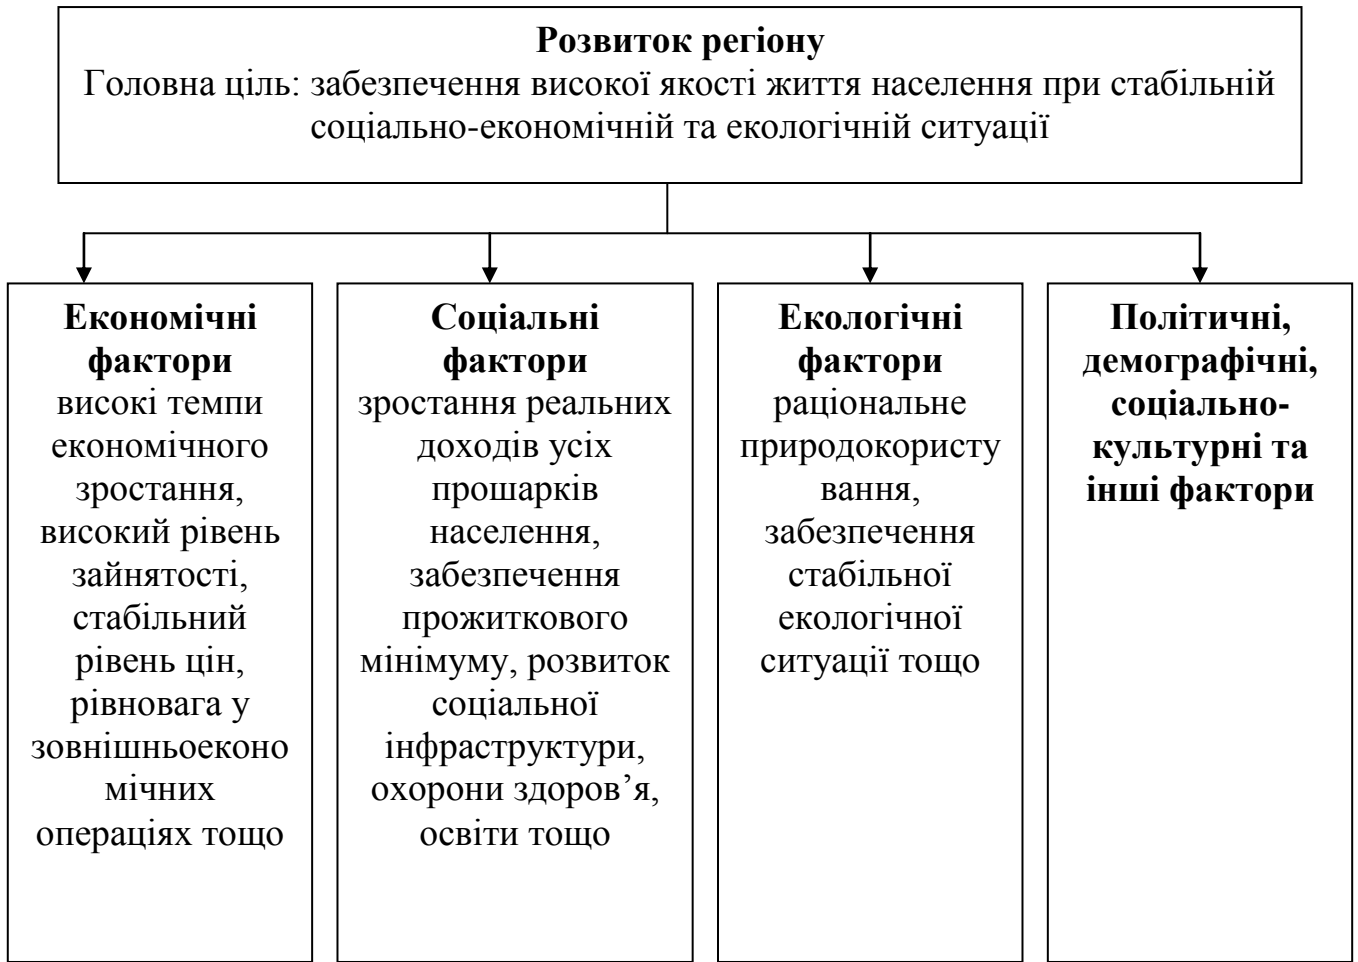 Розвиток регіону
Головна ціль: забезпечення високої якості життя населення при стабільній
соціально-економічній та екологічній ситуації
Економічні
фактори
високі темпи
економічного
зростання,
високий рівень
зайнятості,
стабільний
рівень цін,
рівновага у
зовнішньоеконо
мічних
операціях тощо
Соціальні
фактори
зростання реальних
доходів усіх
прошарків
населення,
забезпечення
прожиткового
мінімуму, розвиток
соціальної
інфраструктури,
охорони здоров’я,
освіти тощо
Екологічні
фактори
раціональне
природокористу
вання,
забезпечення
стабільної
екологічної
ситуації тощо
Політичні,
демографічні,
соціально-
культурні та
інші фактори